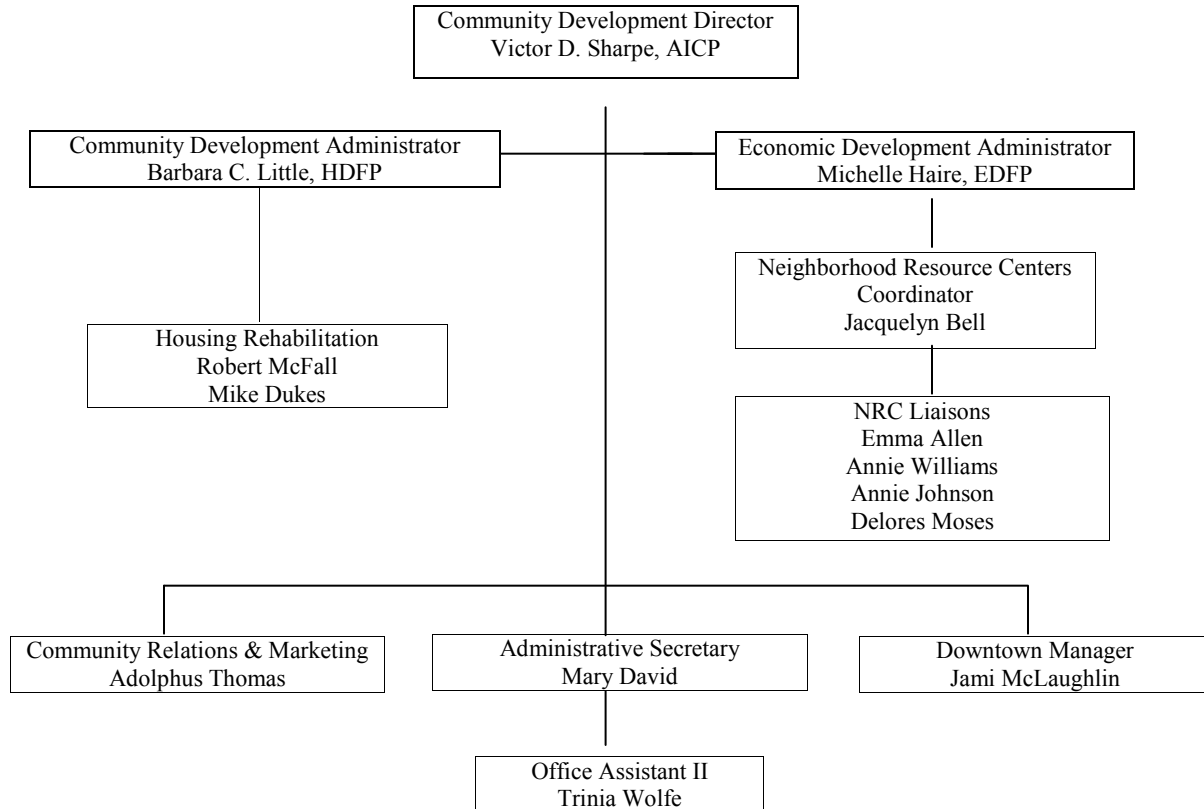 Community Development Director
Victor D. Sharpe, AICP
Community Development Administrator
Barbara C. Little, HDFP
Economic Development Administrator
Michelle Haire, EDFP
Neighborhood Resource Centers
Coordinator
Jacquelyn Bell
Housing Rehabilitation
Robert McFall
Mike Dukes
NRC Liaisons
Emma Allen
Annie Williams
Annie Johnson
Delores Moses
Community Relations & Marketing
Adolphus Thomas
Administrative Secretary
Mary David
Downtown Manager
Jami McLaughlin
Office Assistant II
Trinia Wolfe